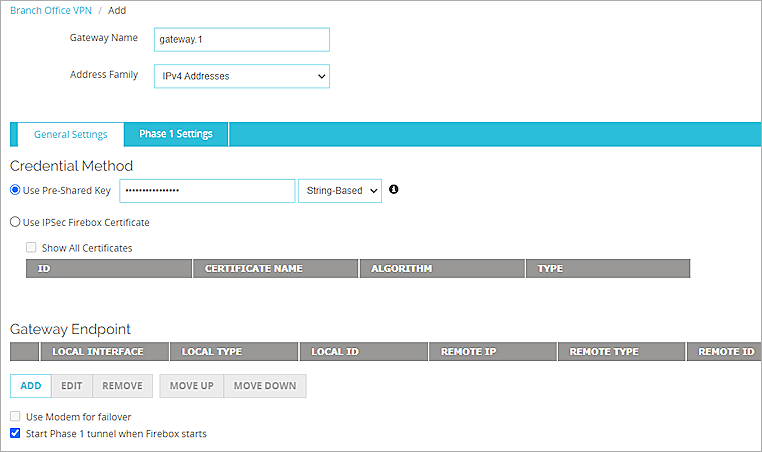 Branch Office VPN / Add
Gateway Name gateway.1
Address Family IPv4 Addresses
General Settings Phase 1 Settings
Credential Method
Use Pre-Shared Key •••••••••••••••• String-Based
Use IPSec Firebox Certificate
Show All Certificates
ID CERTIFICATE NAME ALGORITHM TYPE
Gateway Endpoint
LOCAL INTERFACE LOCAL TYPE LOCAL ID REMOTE IP REMOTE TYPE REMOTE ID
ADD EDIT REMOVE MOVE UP MOVE DOWN
Use Modem for failover
Start Phase 1 tunnel when Firebox starts